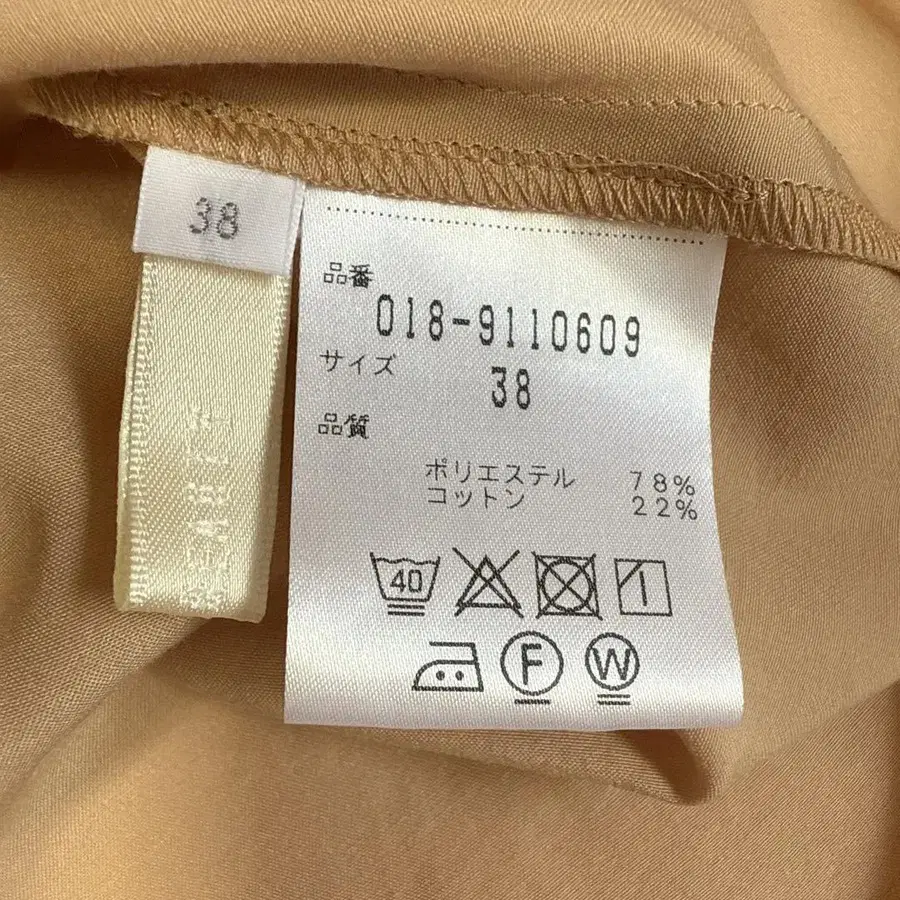 38
品番
018-9110609
サイズ
38
品質
ポリエステル 78%
コットン 22%
40
F
W